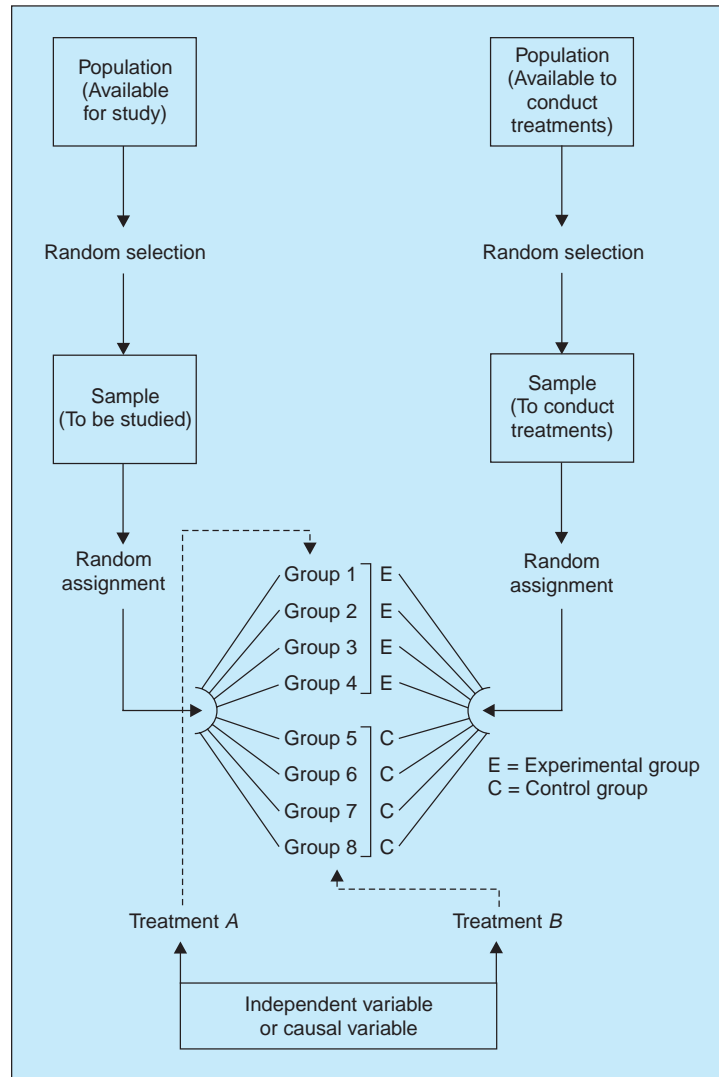 Population
(Available
for study)
Population
(Available to
conduct
treatments)
Random selection
Random selection
Sample
(To be studied)
Sample
(To conduct
treatments)
Random
assignment
Random
assignment
Group 1 E
Group 2 E
Group 3 E
Group 4 E
Group 5 C
Group 6 C
Group 7 C
Group 8 C
E = Experimental group
C = Control group
Treatment A
Treatment B
Independent variable
or causal variable